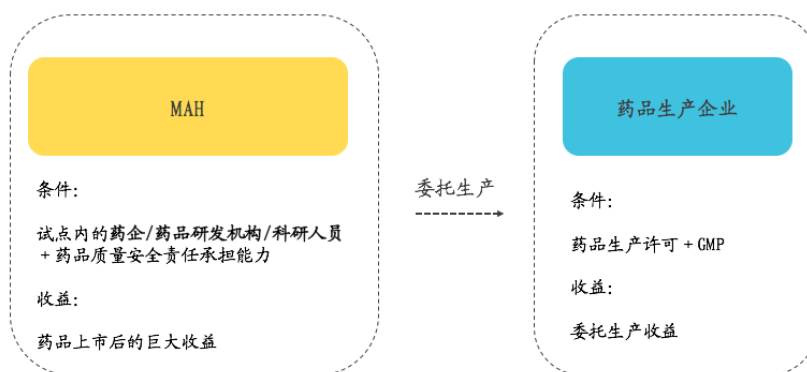 MAH
条件：
试点内的药企/药品研发机构/科研人员
+药品质量安全责任承担能力
收益：
药品上市后的巨大收益
委托生产
药品生产企业
条件：
药品生产许可+GMP
收益：
委托生产收益